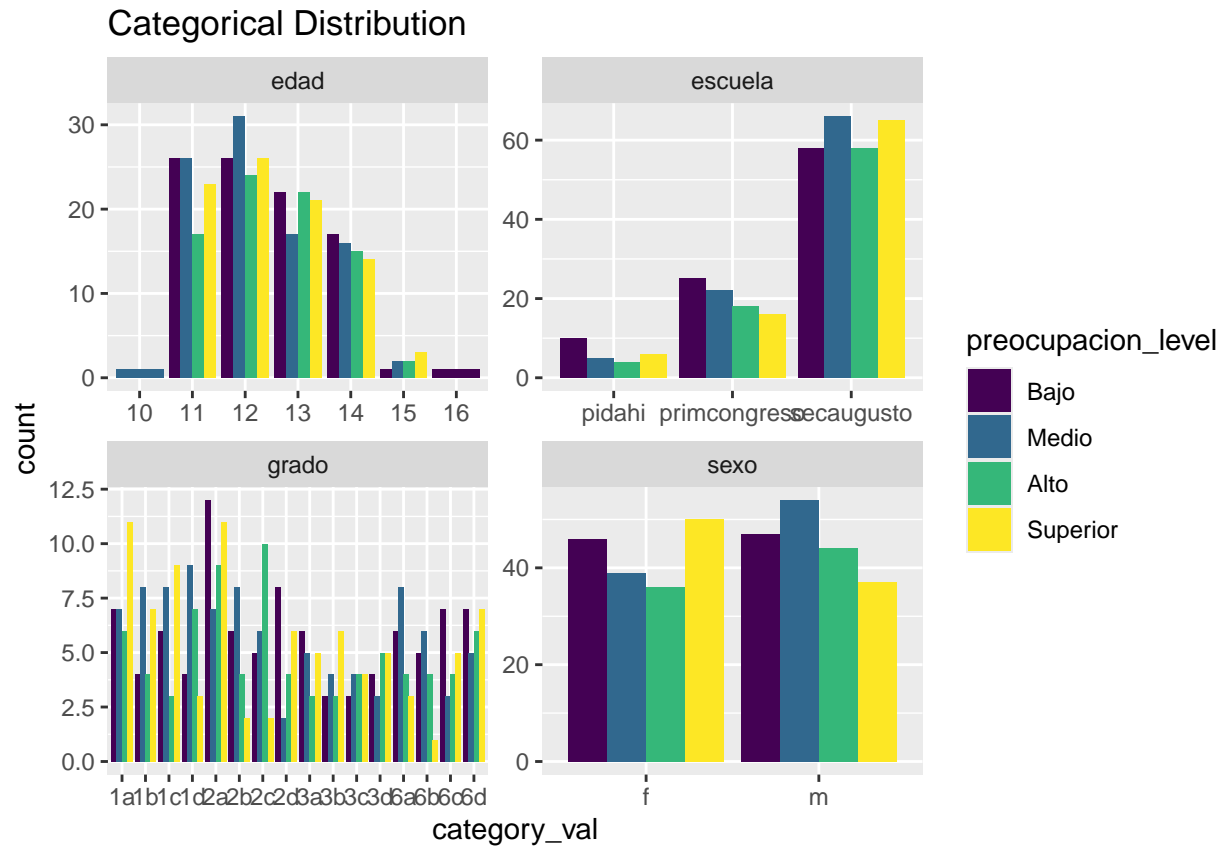 Categorical Distribution
edad
escuela
30
20
10
0
10 11 12 13 14 15 16
60
40
20
0
pidahi primcongreso secaugusto
count
grado
sexo
12.5
10.0
7.5
5.0
2.5
0.0
1a 1b 1c 1d 2a 2b 2c 2d 3a 3b 3c 3d 6a 6b 6c 6d
40
20
0
f m
category_val
preocupacion_level
Bajo
Medio
Alto
Superior